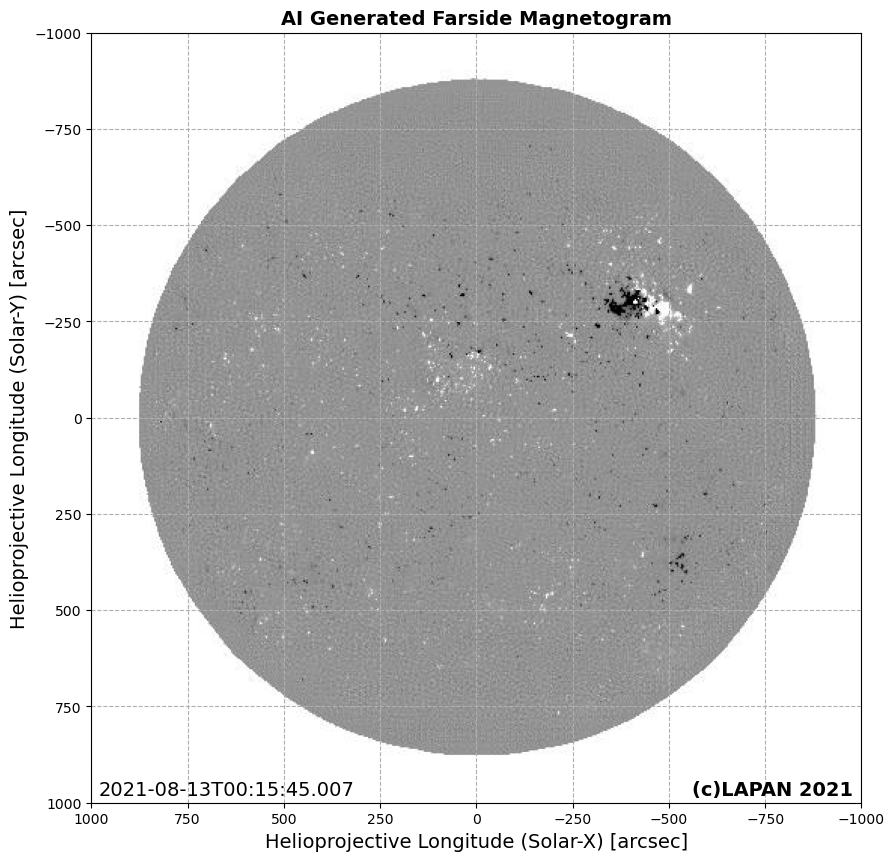 AI Generated Farside Magnetogram
Helioprojective Longitude (Solar-Y) [arcsec]
−1000
−750
−500
−250
0
250
500
750
1000
2021-08-13T00:15:45.007
(c)LAPAN 2021
1000 750 500 250 0 −250 −500 −750 −1000
Helioprojective Longitude (Solar-X) [arcsec]